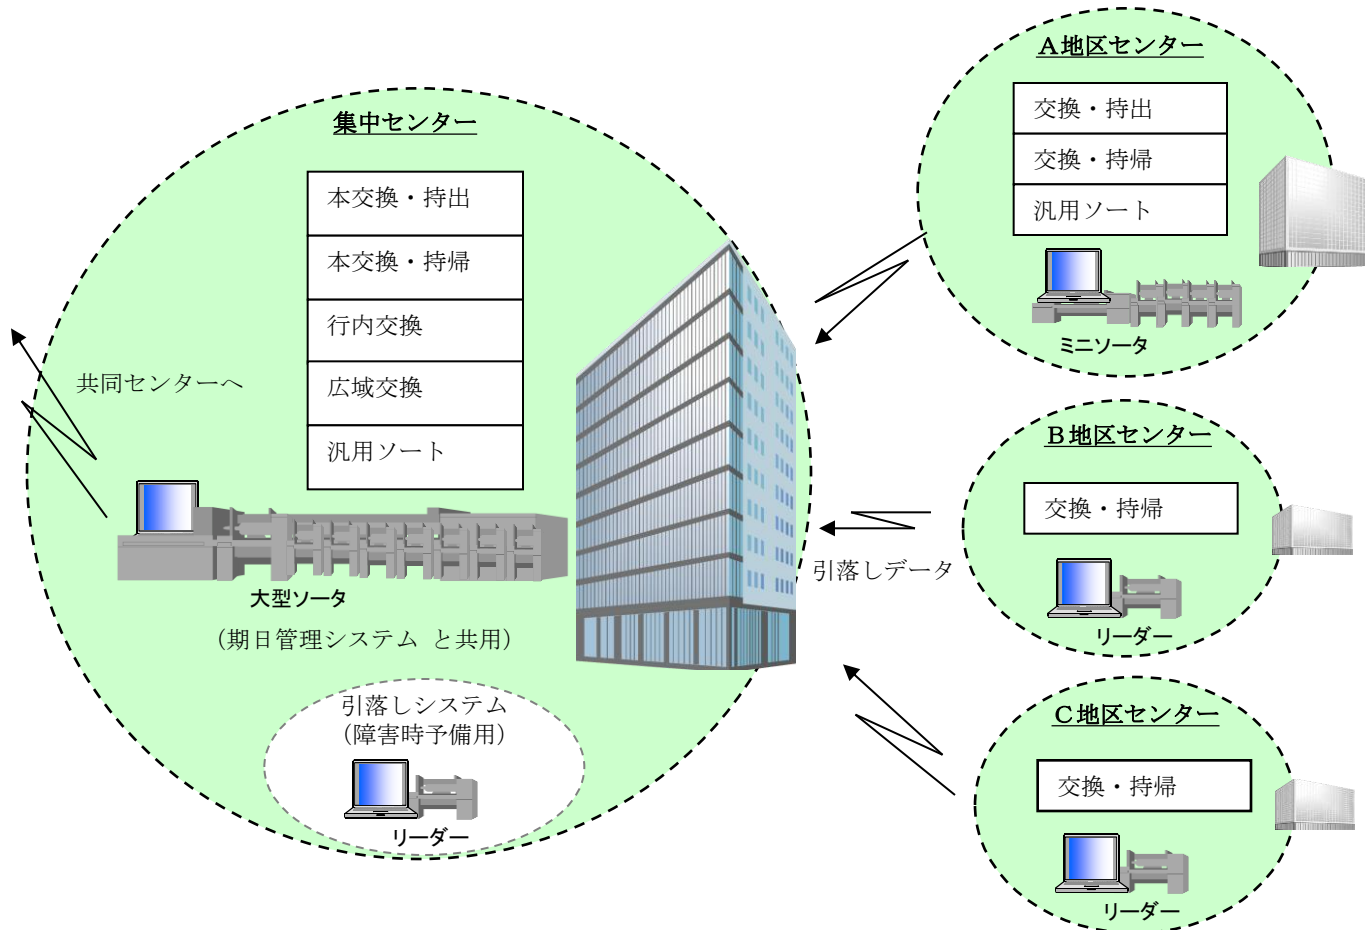 集中センター
本交換・持出
本交換・持帰
行内交換
広域交換
汎用ソート
共同センターへ
大型ソータ
（期日管理システム と共用）
引落しシステム
（障害時予備用）
リーダー
引落しデータ
Ａ地区センター
交換・持出
交換・持帰
汎用ソート
ミニソータ
Ｂ地区センター
交換・持帰
リーダー
Ｃ地区センター
交換・持帰
リーダー